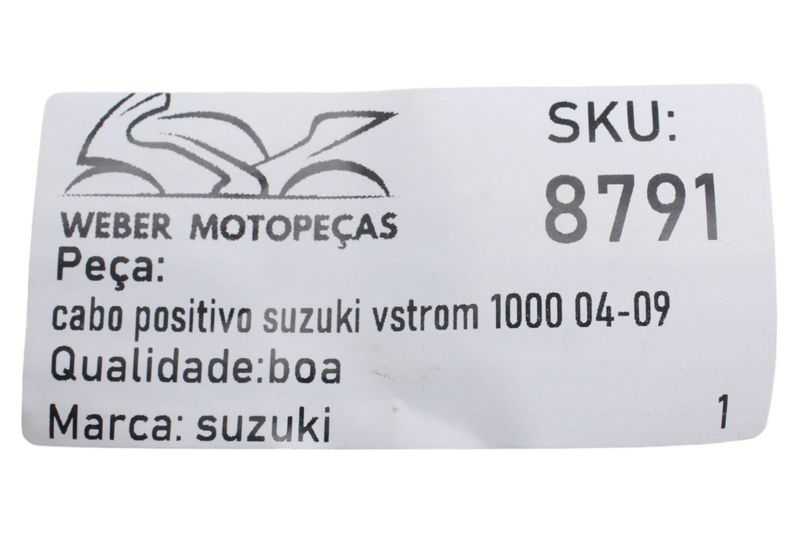 WEBER MOTOPEÇAS
SKU:
8791
Peça:
cabo positivo suzuki vstrom 1000 04-09
Qualidade:boa
Marca: suzuki
1